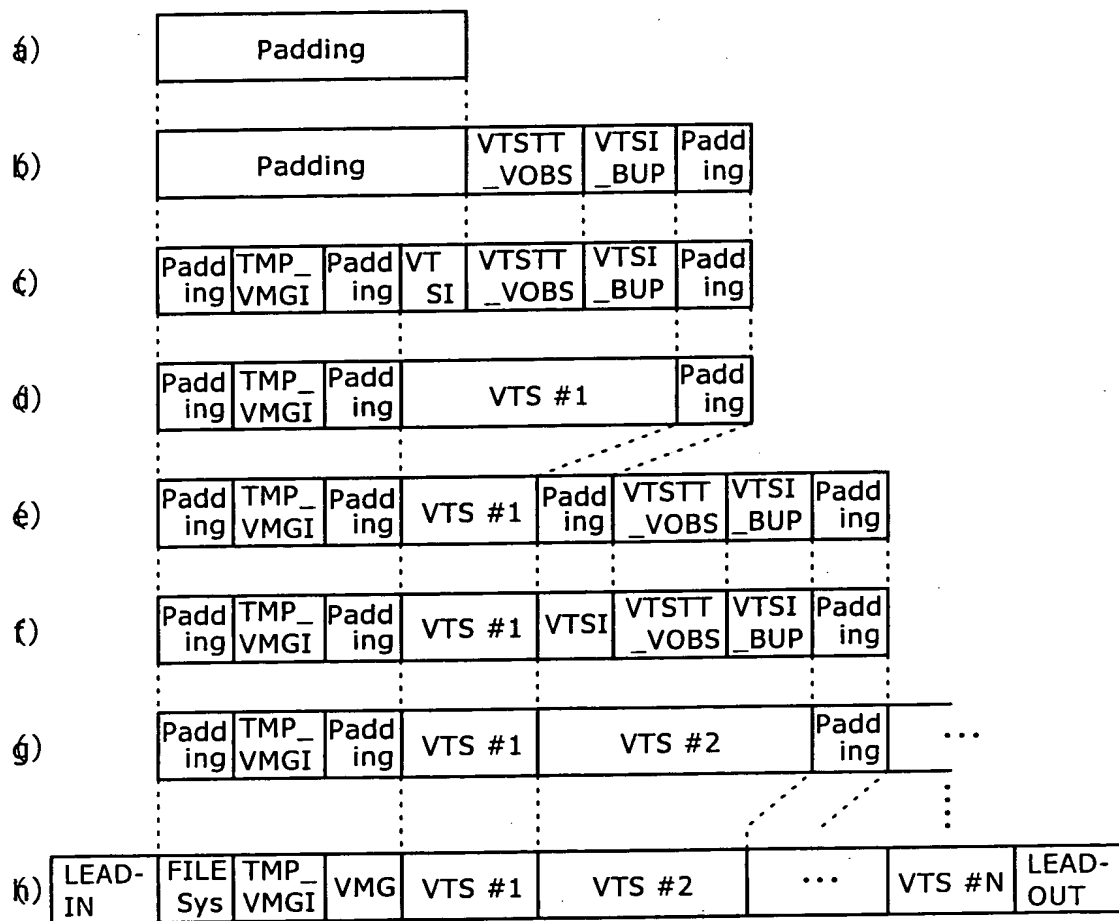 a) Padding
b) Padding VTSTT _VOBS VTSI _BUP Padd ing
c) Padd ing TMP_ VMGI Padd ing VT SI VTSTT _VOBS VTSI _BUP Padd ing
d) Padd ing TMP_ VMGI Padd ing VTS #1 Padd ing
e) Padd ing TMP_ VMGI Padd ing VTS #1 Padd ing VTSTT _VOBS VTSI _BUP Padd ing
f) Padd ing TMP_ VMGI Padd ing VTS #1 VTSI VTSTT _VOBS VTSI _BUP Padd ing
g) Padd ing TMP_ VMGI Padd ing VTS #1 VTS #2 Padd ing ...
h) LEAD- IN FILE Sys TMP_ VMGI VMG VTS #1 VTS #2 ... VTS #N LEAD- OUT